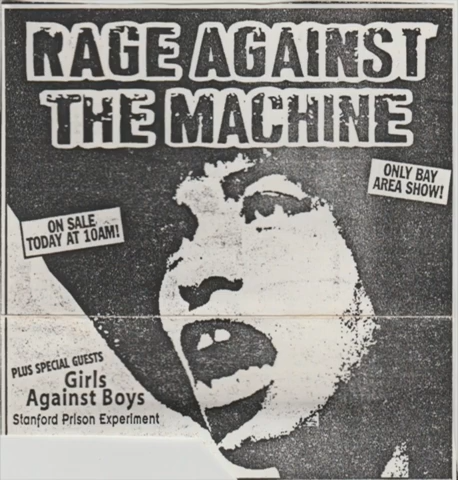 RAGE AGAINST
THE MACHINE
ONLY BAY
AREA SHOW!
ON SALE
TODAY AT 10AM!
PLUS SPECIAL GUESTS
Girls
Against Boys
Stanford Prison Experiment